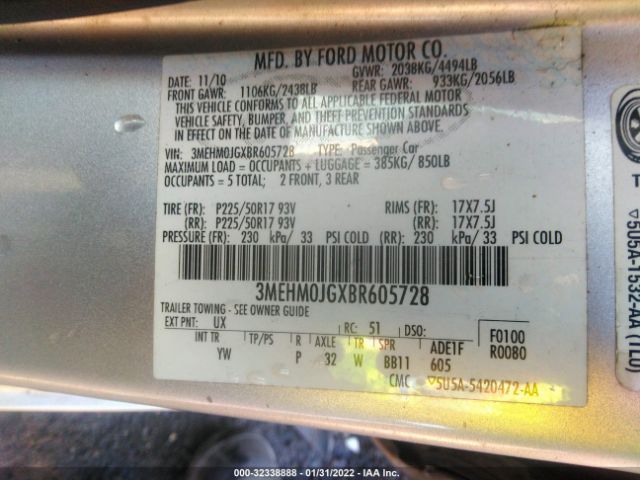 MFD. BY FORD MOTOR CO.
DATE: 11/10 GVWR: 2038KG/4494LB
FRONT GAWR: 1106KG/2438LB REAR GAWR: 933KG/2056LB
THIS VEHICLE CONFORMS TO ALL APPLICABLE FEDERAL MOTOR
VEHICLE SAFETY, BUMPER, AND THEFT PREVENTION STANDARDS
IN EFFECT ON THE DATE OF MANUFACTURE SHOWN ABOVE.
VIN: 3MEHM0JGXBR605728 TYPE: Passenger Car
MAXIMUM LOAD = OCCUPANTS + LUGGAGE = 385KG/ 850LB
OCCUPANTS = 5 TOTAL; 2 FRONT, 3 REAR
TIRE (FR): P225/50R17 93V RIMS (FR): 17X7.5J
(RR): P225/50R17 93V (RR): 17X7.5J
PRESSURE (FR): 230 kPa/ 33 PSI COLD (RR): 230 kPa/ 33 PSI COLD
3MEHM0JGXBR605728
TRAILER TOWING - SEE OWNER GUIDE
EXT PNT: UX RC: 51 DSO: F0100
INT TR TP/PS R AXLE TR SPR ADE1F R0080
YW P 32 W BB11 605
CMC 5U5A-5420472-AA
5U5A-1532-AA (TLD)
000-32338888 - 01/31/2022 - IAA Inc.